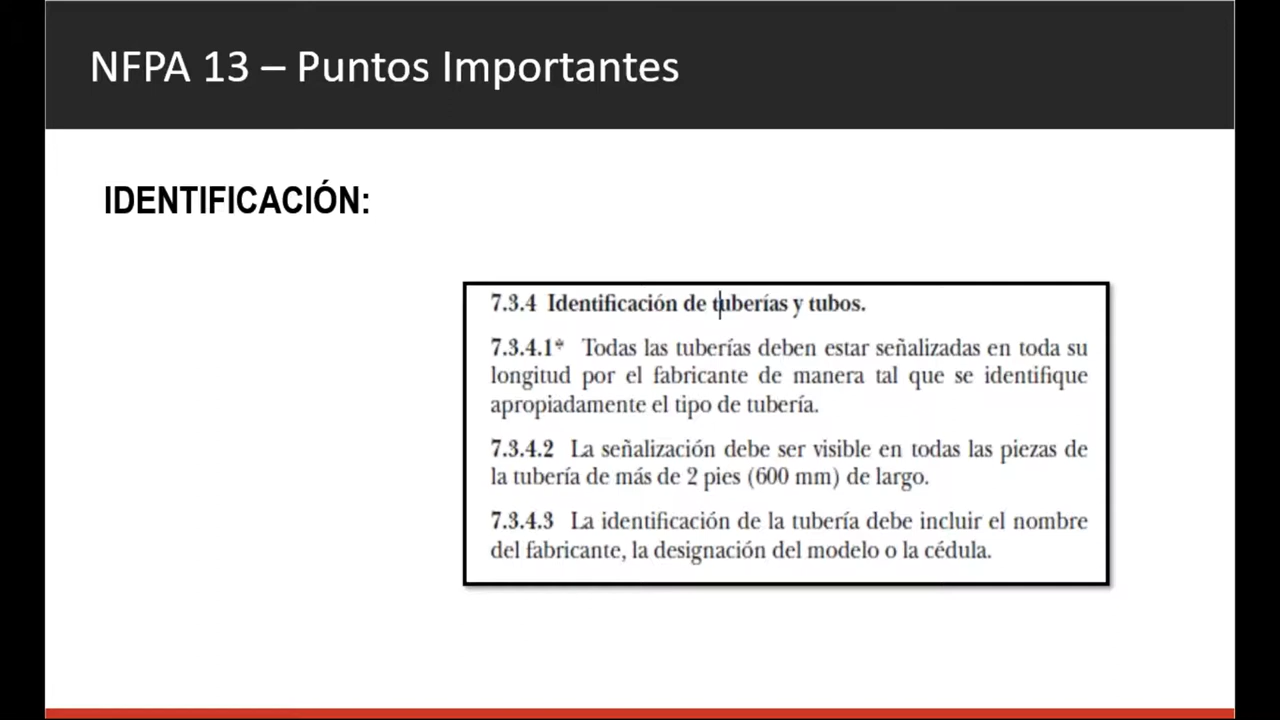 NFPA 13 – Puntos Importantes
IDENTIFICACIÓN:
7.3.4 Identificación de tuberías y tubos.
7.3.4.1* Todas las tuberías deben estar señalizadas en toda su
longitud por el fabricante de manera tal que se identifique
apropiadamente el tipo de tubería.
7.3.4.2 La señalización debe ser visible en todas las piezas de
la tubería de más de 2 pies (600 mm) de largo.
7.3.4.3 La identificación de la tubería debe incluir el nombre
del fabricante, la designación del modelo o la cédula.